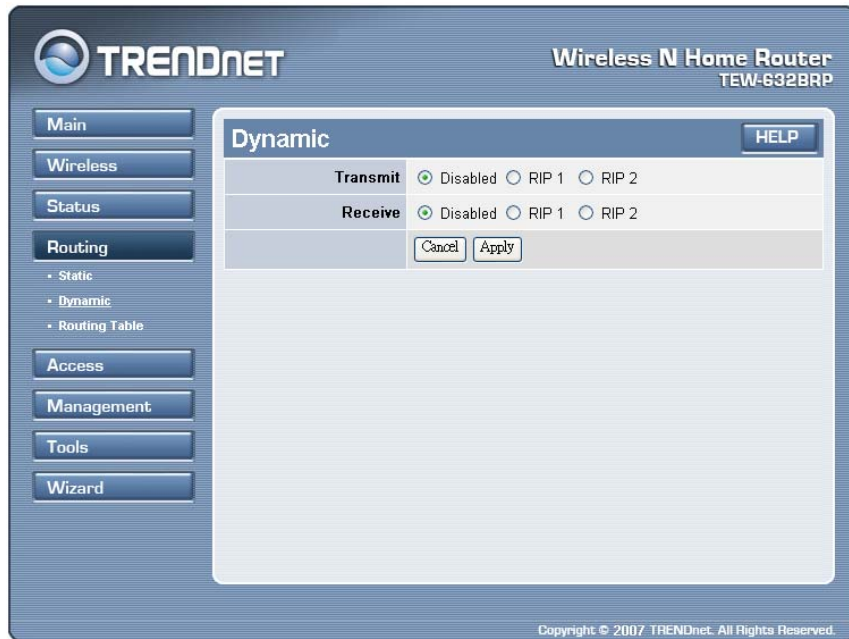 TRENDNET
Wireless N Home Router
TEW-632BRP
Main
Wireless
Status
Routing
• Static
• Dynamic
• Routing Table
Access
Management
Tools
Wizard
Dynamic
HELP
Transmit Disabled RIP 1 RIP 2
Receive Disabled RIP 1 RIP 2
Cancel Apply
Copyright © 2007 TRENDnet. All Rights Reserved.